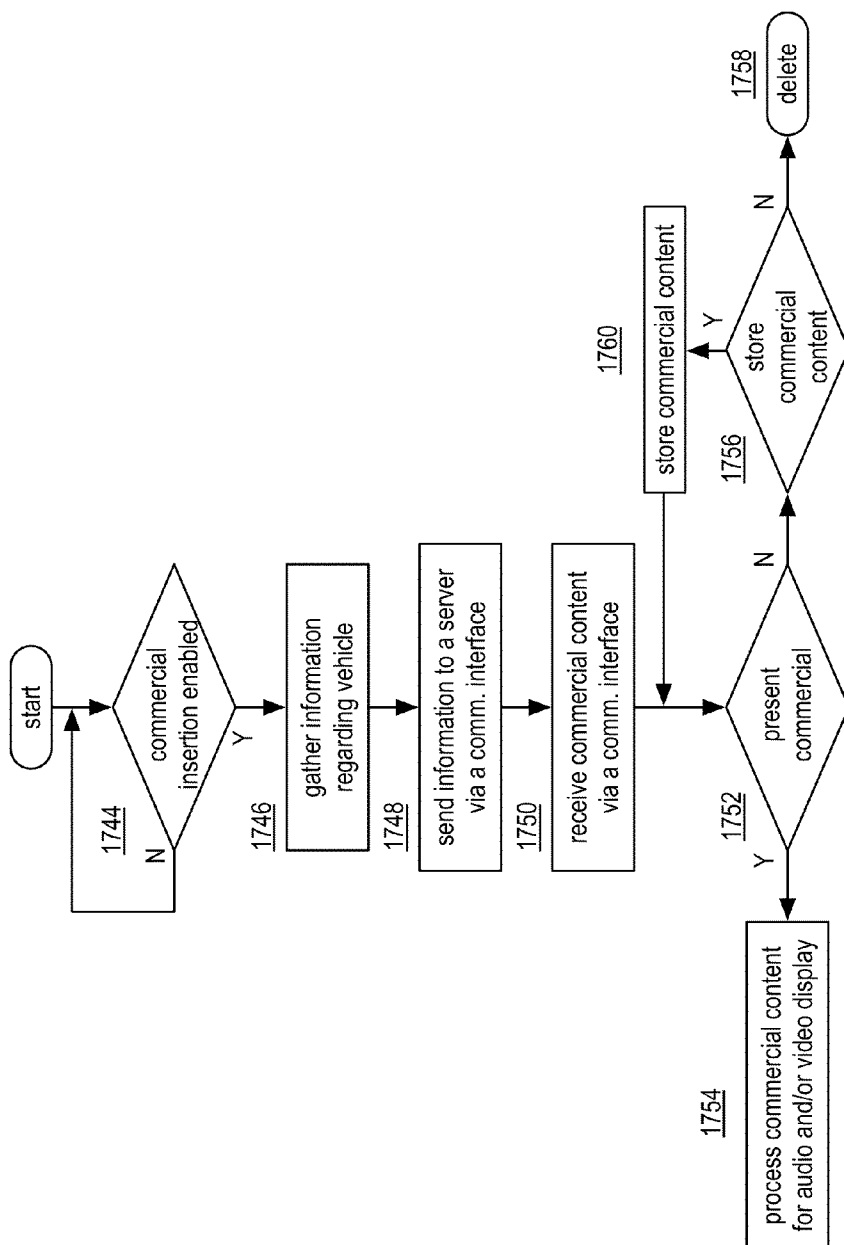 start
1744
commercial
insertion enabled
N
Y
1746
gather information
regarding vehicle
1748
send information to a server
via a comm. interface
1750
receive commercial content
via a comm. interface
1752
present
commercial
Y
N
1754
process commercial content
for audio and/or video display
1756
store
commercial
content
Y
N
1760
store commercial content
1758
delete